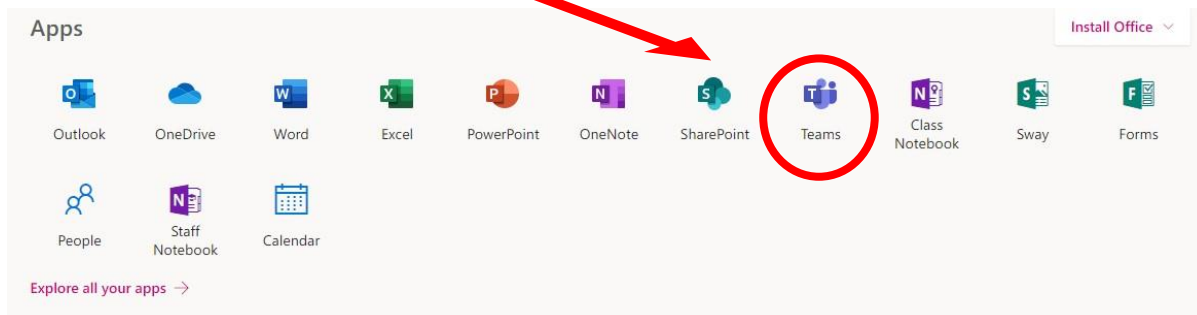 Apps
Install Office
Outlook OneDrive Word Excel PowerPoint OneNote SharePoint Teams Class Notebook Sway Forms
People Staff Notebook Calendar
Explore all your apps →